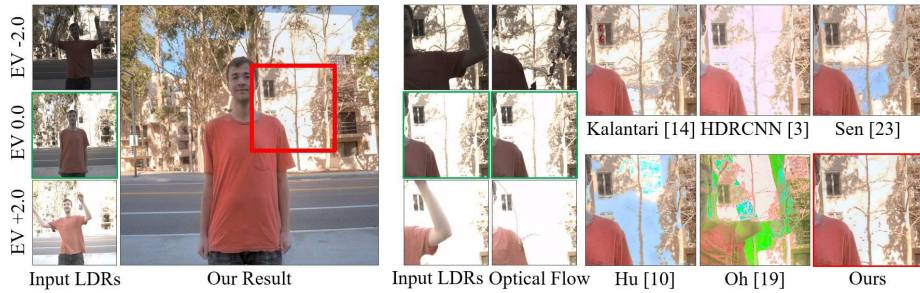 EV -2.0
EV 0.0
EV +2.0
Kalantari [14] HDRCNN [3] Sen [23]
Input LDRs Our Result Input LDRs Optical Flow Hu [10] Oh [19] Ours